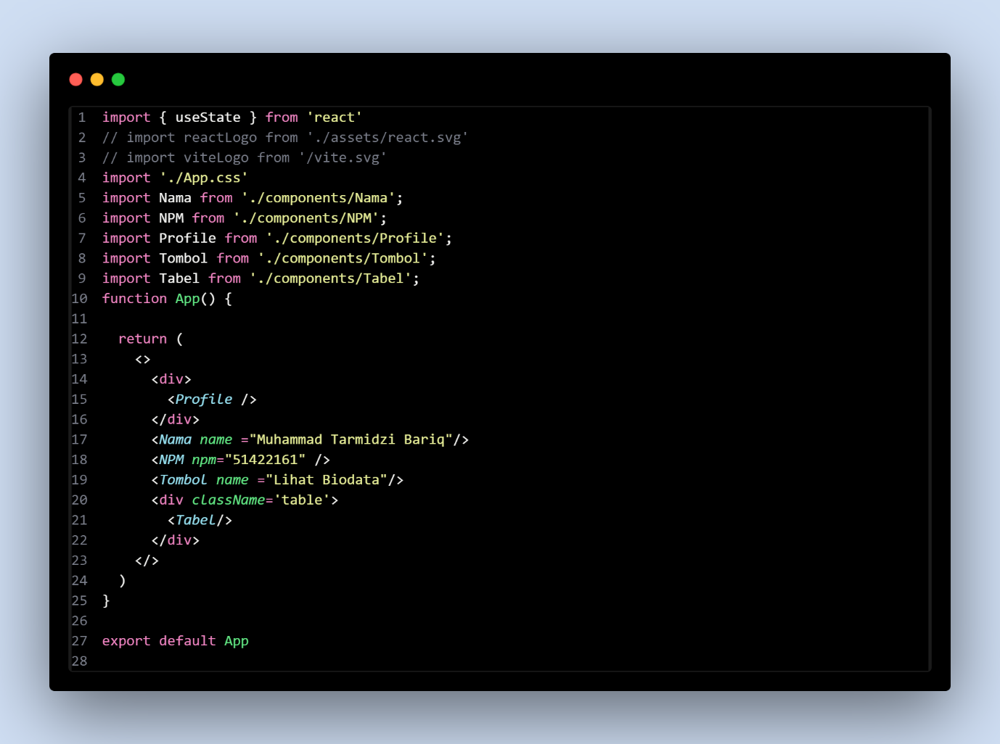 1 import { useState } from 'react'
2 // import reactLogo from './assets/react.svg'
3 // import viteLogo from '/vite.svg'
4 import './App.css'
5 import Nama from './components/Nama';
6 import NPM from './components/NPM';
7 import Profile from './components/Profile';
8 import Tombol from './components/Tombol';
9 import Tabel from './components/Tabel';
10 function App() {
11
12   return (
13     <>
14       <div>
15         <Profile />
16       </div>
17       <Nama name ="Muhammad Tarmidzi Bariq"/>
18       <NPM npm="51422161" />
19       <Tombol name ="Lihat Biodata"/>
20       <div className='table'>
21         <Tabel/>
22       </div>
23     </>
24   )
25 }
26
27 export default App
28